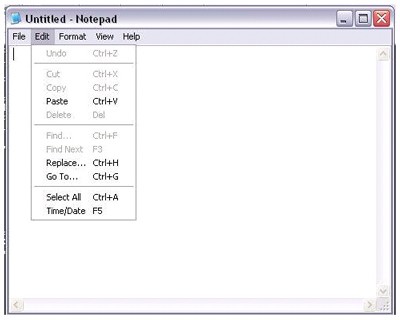 Untitled - Notepad
File Edit Format View Help
Undo Ctrl+Z
Cut Ctrl+X
Copy Ctrl+C
Paste Ctrl+V
Delete Del
Find... Ctrl+F
Find Next F3
Replace... Ctrl+H
Go To... Ctrl+G
Select All Ctrl+A
Time/Date F5